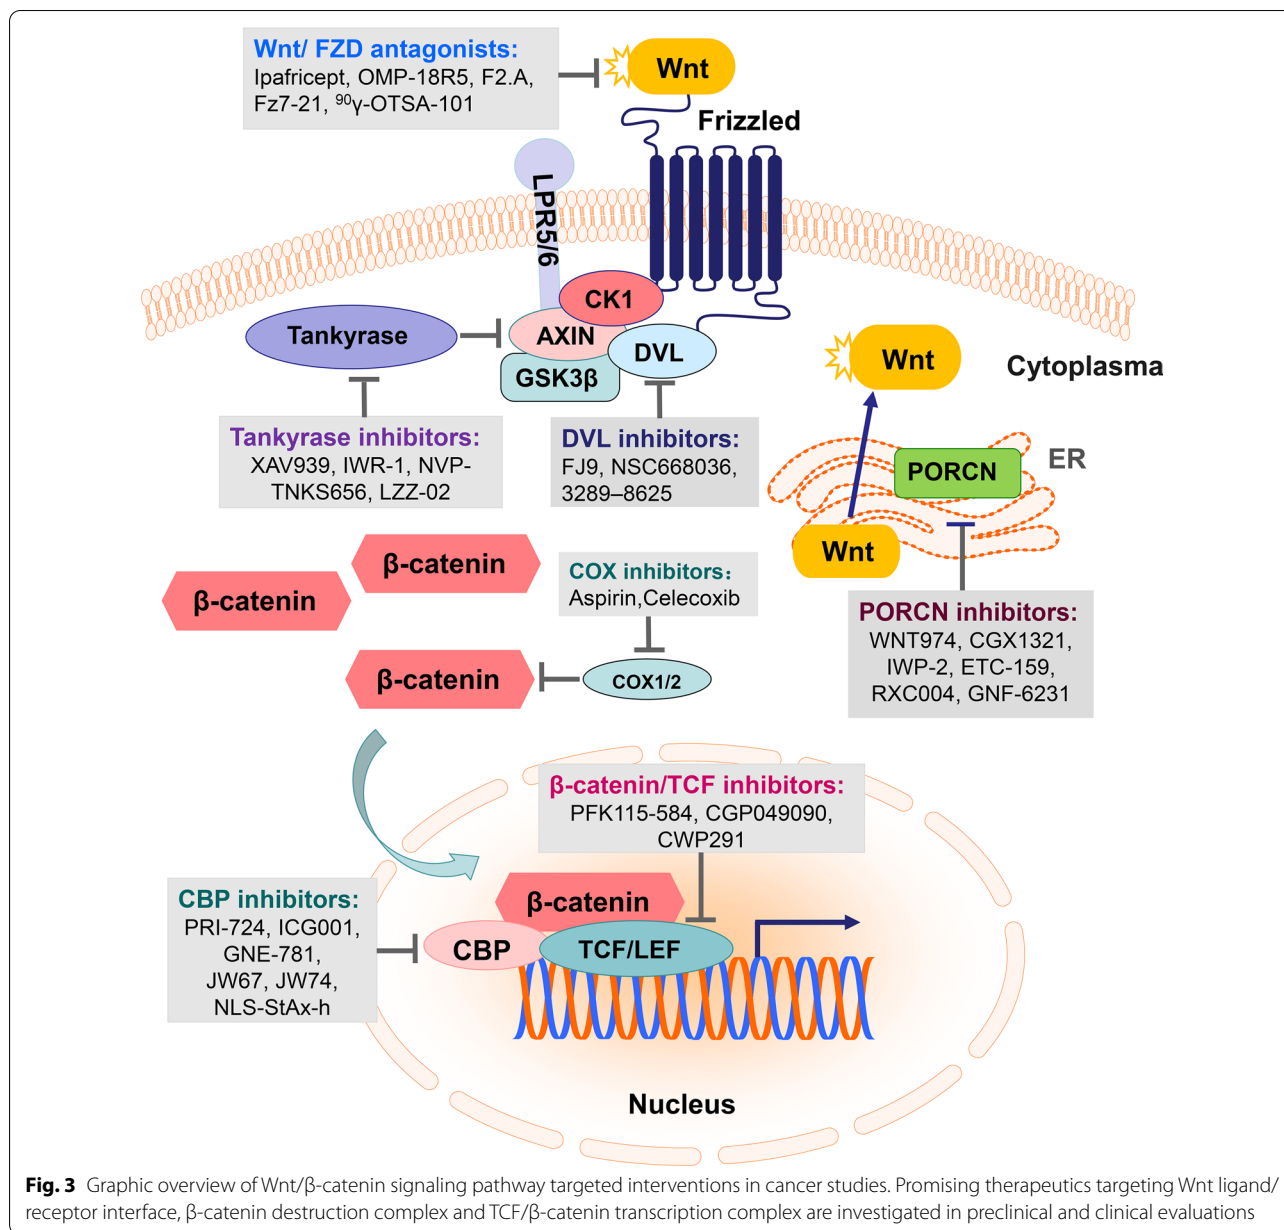 Wnt/ FZD antagonists:
Ipafricept, OMP-18R5, F2.A,
Fz7-21, ⁹⁰γ-OTSA-101
Wnt
Frizzled
LPR5/6
CK1
AXIN
DVL
GSK3β
Tankyrase
Wnt
Cytoplasma
Tankyrase inhibitors:
XAV939, IWR-1, NVP-
TNKS656, LZZ-02
DVL inhibitors:
FJ9, NSC668036,
3289–8625
PORCN
ER
Wnt
β-catenin
β-catenin
COX inhibitors:
Aspirin,Celecoxib
PORCN inhibitors:
WNT974, CGX1321,
IWP-2, ETC-159,
RXC004, GNF-6231
β-catenin
COX1/2
β-catenin/TCF inhibitors:
PFK115-584, CGP049090,
CWP291
CBP inhibitors:
PRI-724, ICG001,
GNE-781,
JW67, JW74,
NLS-StAx-h
β-catenin
CBP
TCF/LEF
Nucleus
Fig. 3 Graphic overview of Wnt/β-catenin signaling pathway targeted interventions in cancer studies. Promising therapeutics targeting Wnt ligand/
receptor interface, β-catenin destruction complex and TCF/β-catenin transcription complex are investigated in preclinical and clinical evaluations